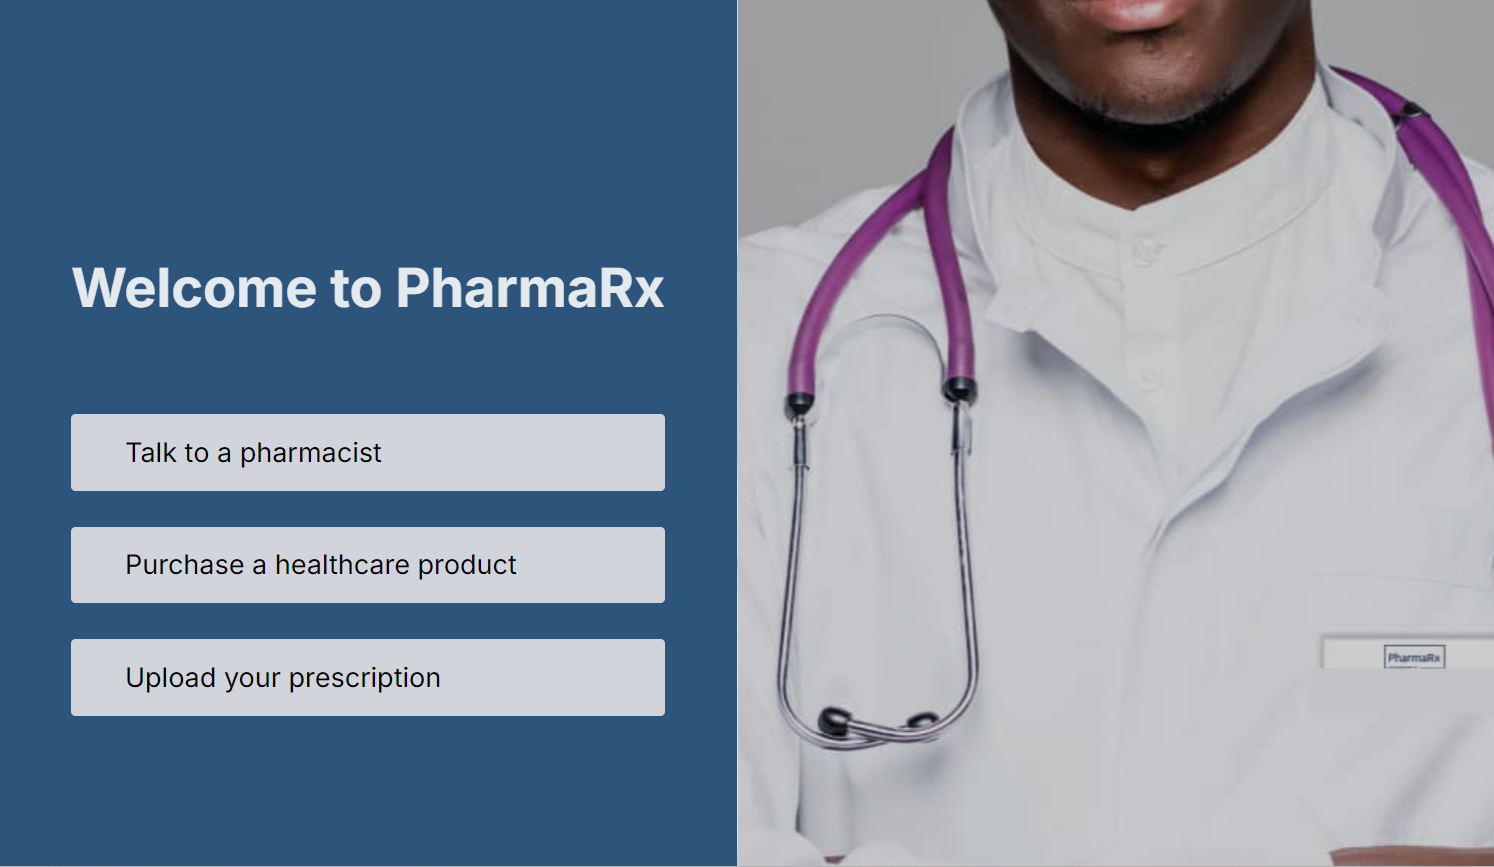 Welcome to PharmaRx
Talk to a pharmacist
Purchase a healthcare product
Upload your prescription
PharmaRx